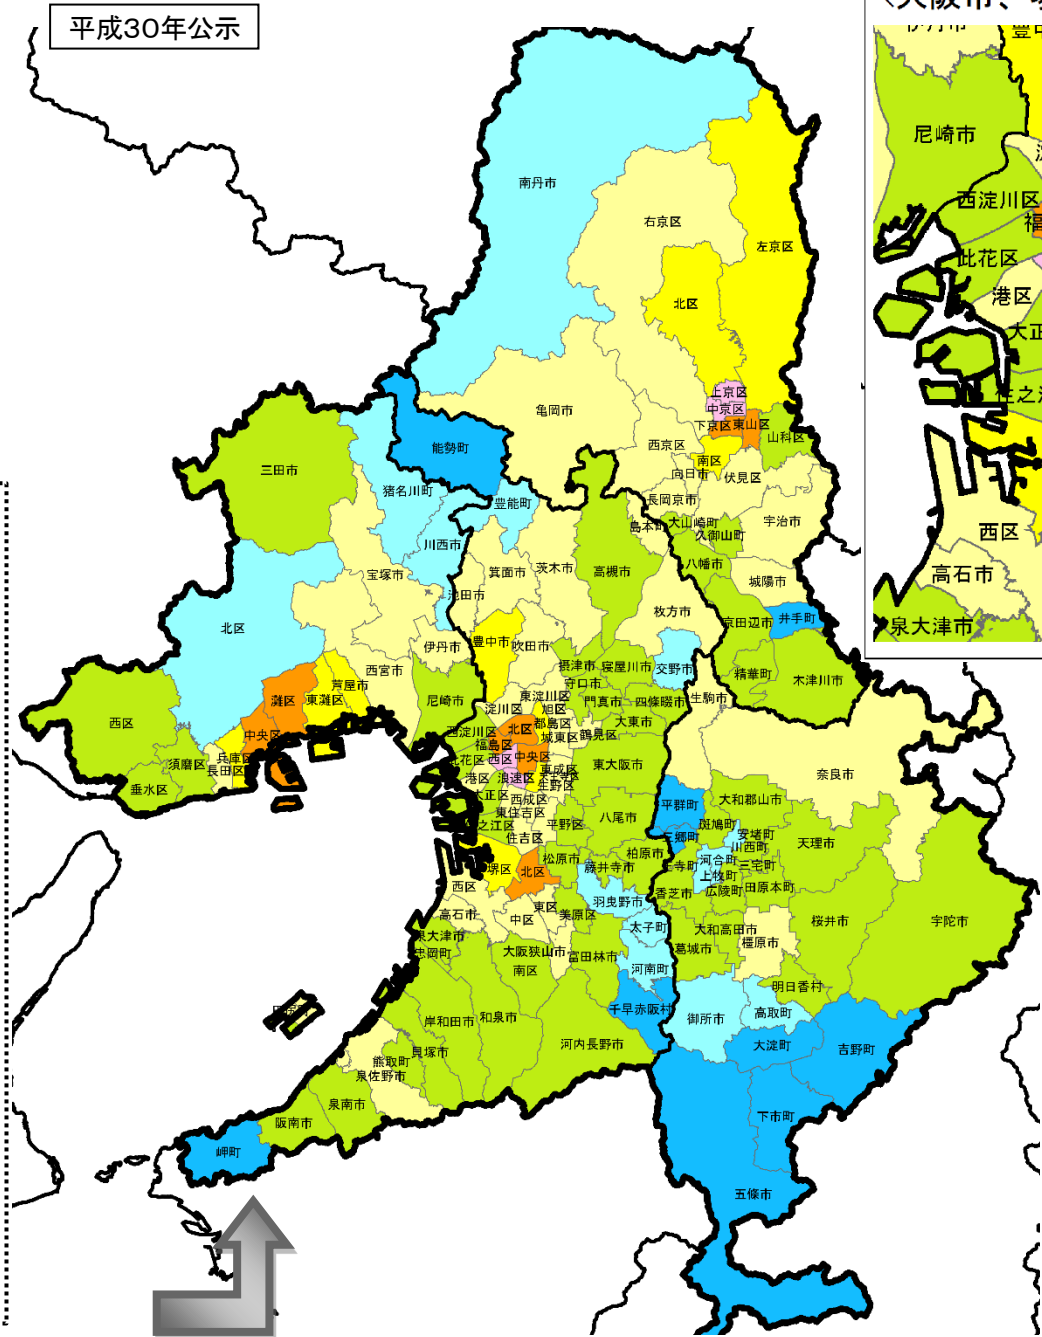 平成30年公示
南丹市
右京区
左京区
北区
上京区
中京区
下京区
東山区
山科区
亀岡市
西京区
南区
向日市
伏見区
長岡京市
能勢町
三田市
猪名川町
豊能町
島本町
大山崎町
久御山町
宇治市
川西市
八幡市
城陽市
宝塚市
箕面市
茨木市
高槻市
池田市
枚方市
京田辺市
井手町
北区
伊丹市
豊中市
吹田市
交野市
精華町
木津川市
西宮市
芦屋市
東灘区
灘区
尼崎市
摂津市
寝屋川市
守口市
門真市
四條畷市
生駒市
東淀川区
淀川区
旭区
西区
中央区
兵庫区
長田区
須磨区
垂水区
西淀川区
北区
都島区
大東市
福島区
城東区
鶴見区
此花区
西区
中央区
東大阪市
港区
浪速区
東成区
生野区
奈良市
大正区
西成区
東住吉区
平野区
八尾市
平群町
大和郡山市
斑鳩町
安堵町
住之江区
住吉区
三郷町
川西町
天理市
堺区
北区
松原市
藤井寺市
柏原市
王寺町
河合町
三宅町
上牧町
西区
東区
中区
美原区
羽曳野市
香芝市
広陵町
田原本町
高石市
太子町
大和高田市
桜井市
宇陀市
泉大津市
忠岡町
大阪狭山市
富田林市
葛城市
橿原市
南区
河南町
明日香村
岸和田市
和泉市
千早赤阪村
御所市
高取町
河内長野市
大淀町
吉野町
熊取町
貝塚市
泉佐野市
泉南市
阪南市
下市町
岬町
五條市
尼崎市
西淀川区
此花区
港区
西区
高石市
泉大津市